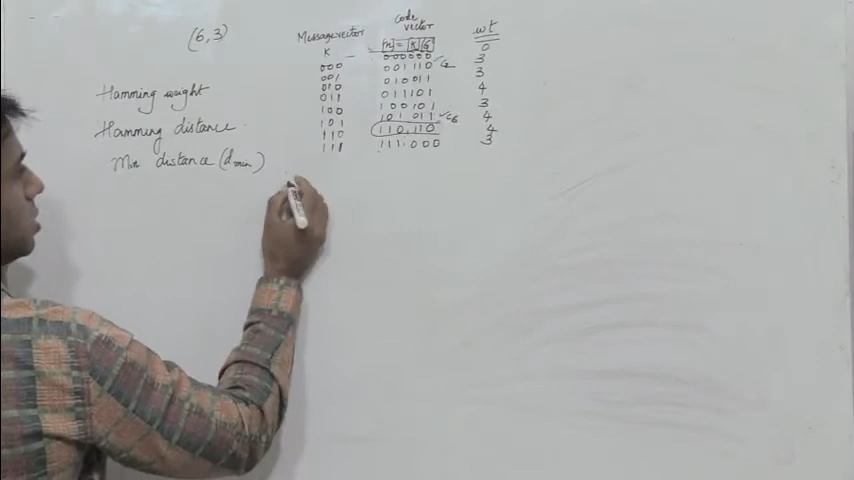 (6,3)
Message vector
K
code
vector
[n] = [K][G]
wt
000 000000 0
001 001110 3
010 010011 3
011 011101 4
100 100101 3
101 101011 4
110 110110 4
111 111000 3
Hamming weight
Hamming distance
Min distance (dmin)